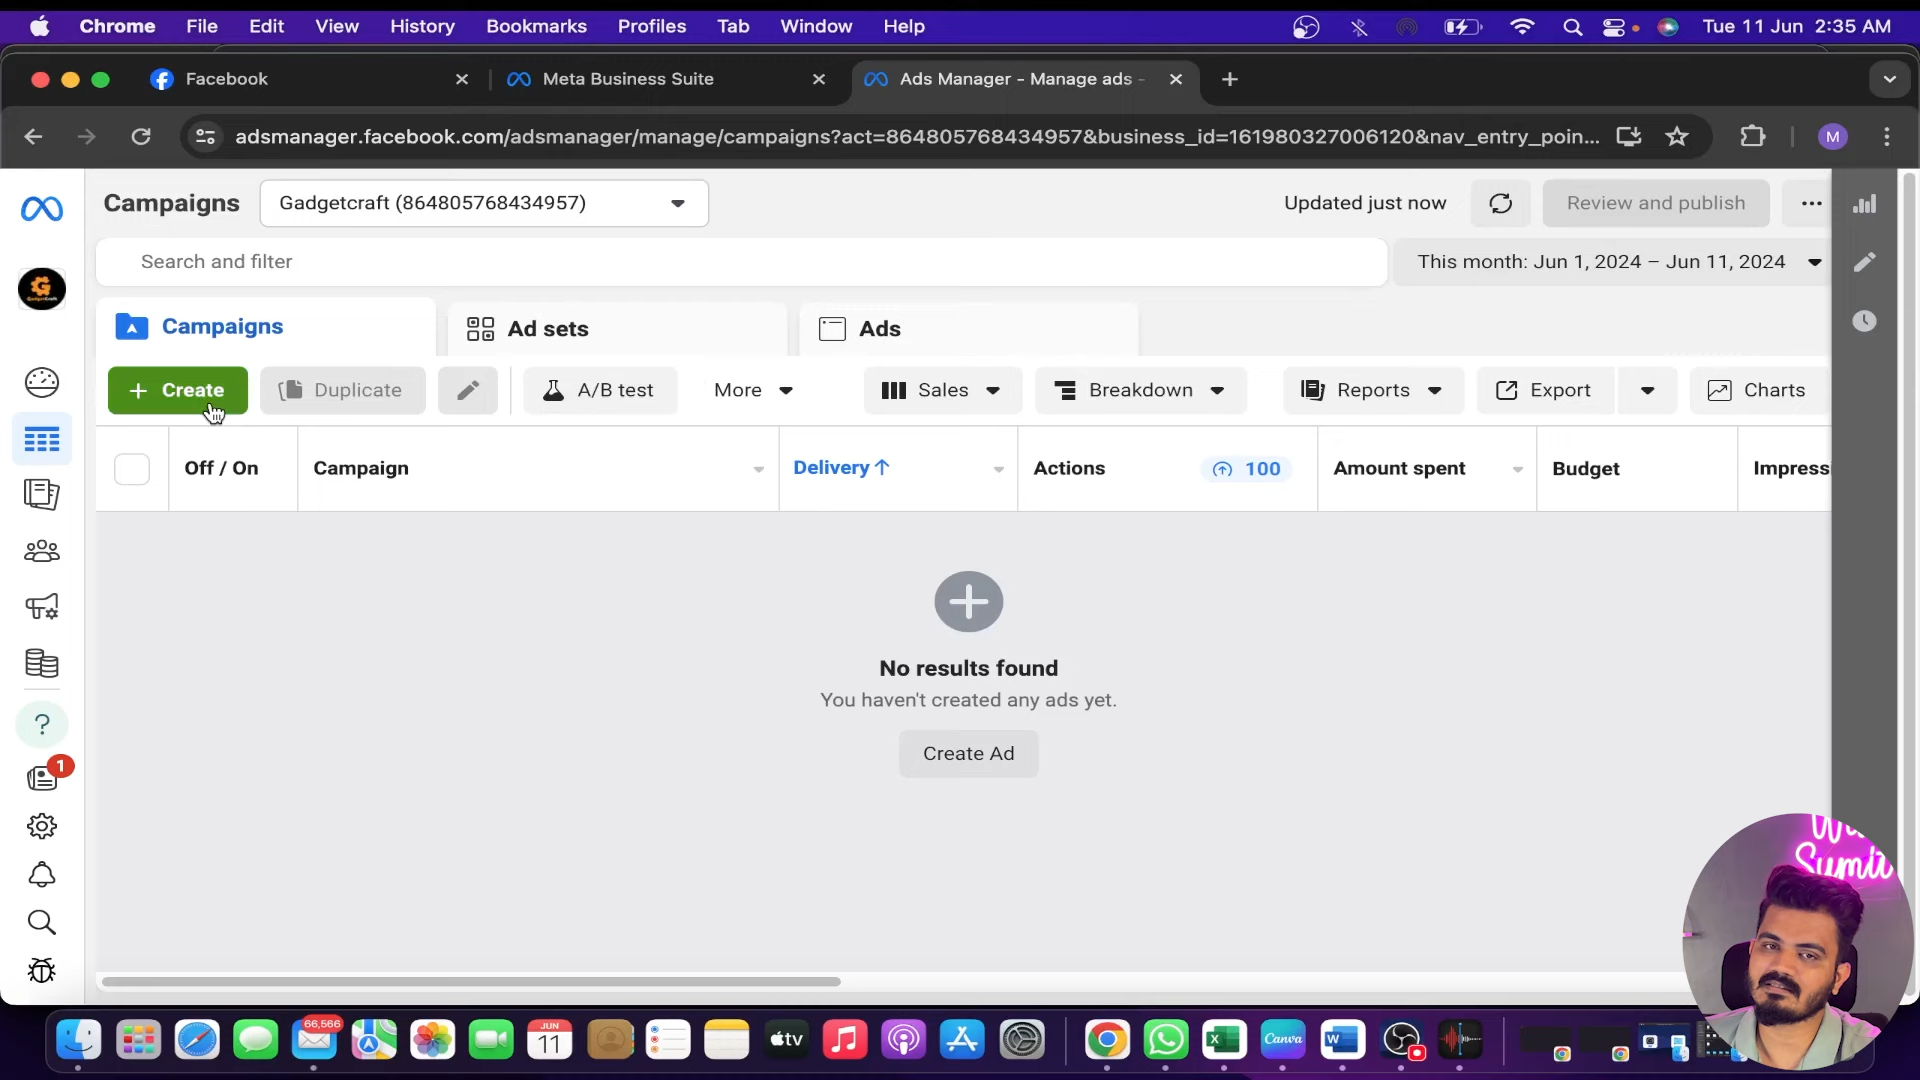 Chrome File Edit View History Bookmarks Profiles Tab Window Help Tue 11 Jun 2:35 AM
Facebook Meta Business Suite Ads Manager - Manage ads -
adsmanager.facebook.com/adsmanager/manage/campaigns?act=864805768434957&business_id=161980327006120&nav_entry_poin... M
Campaigns Gadgetcraft (864805768434957) Updated just now Review and publish
Search and filter This month: Jun 1, 2024 – Jun 11, 2024
Campaigns Ad sets Ads
+ Create Duplicate A/B test More Sales Breakdown Reports Export Charts
Off / On Campaign Delivery ↑ Actions 100 Amount spent Budget Impressi
No results found
You haven't created any ads yet.
Create Ad
?
1
Sumit
66,566 JUN
11 tv Canva W